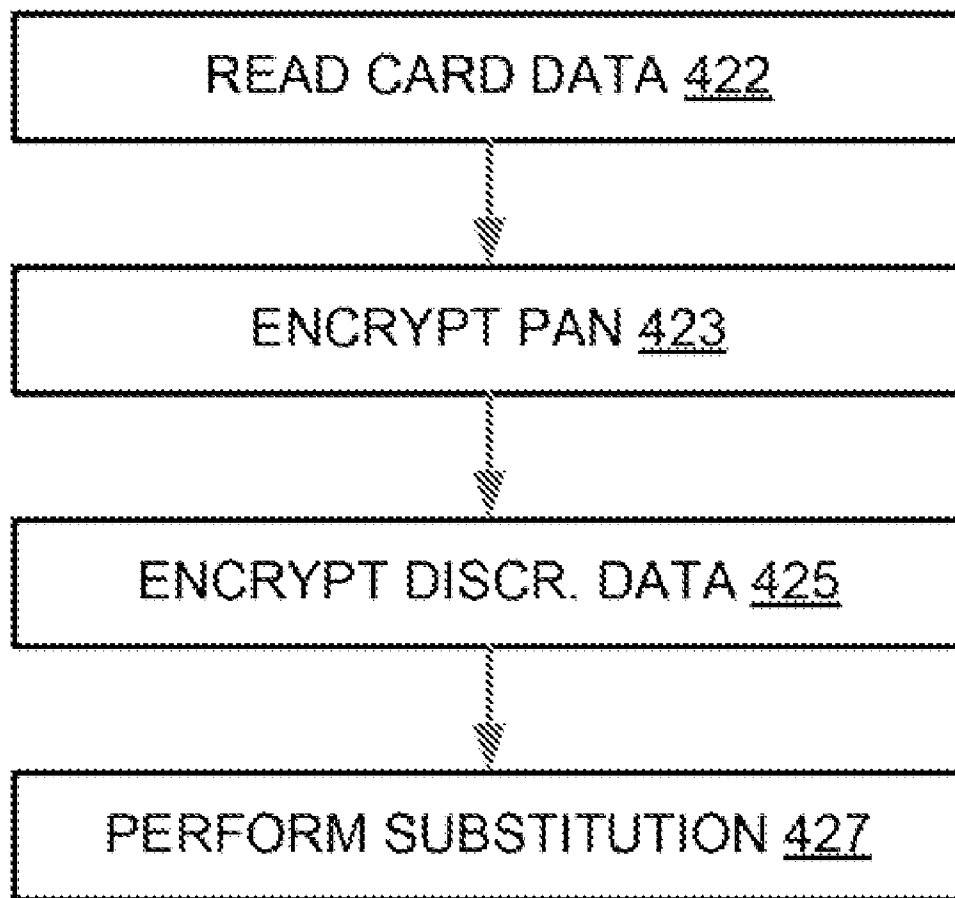 READ CARD DATA 422
ENCRYPT PAN 423
ENCRYPT DISCR. DATA 425
PERFORM SUBSTITUTION 427